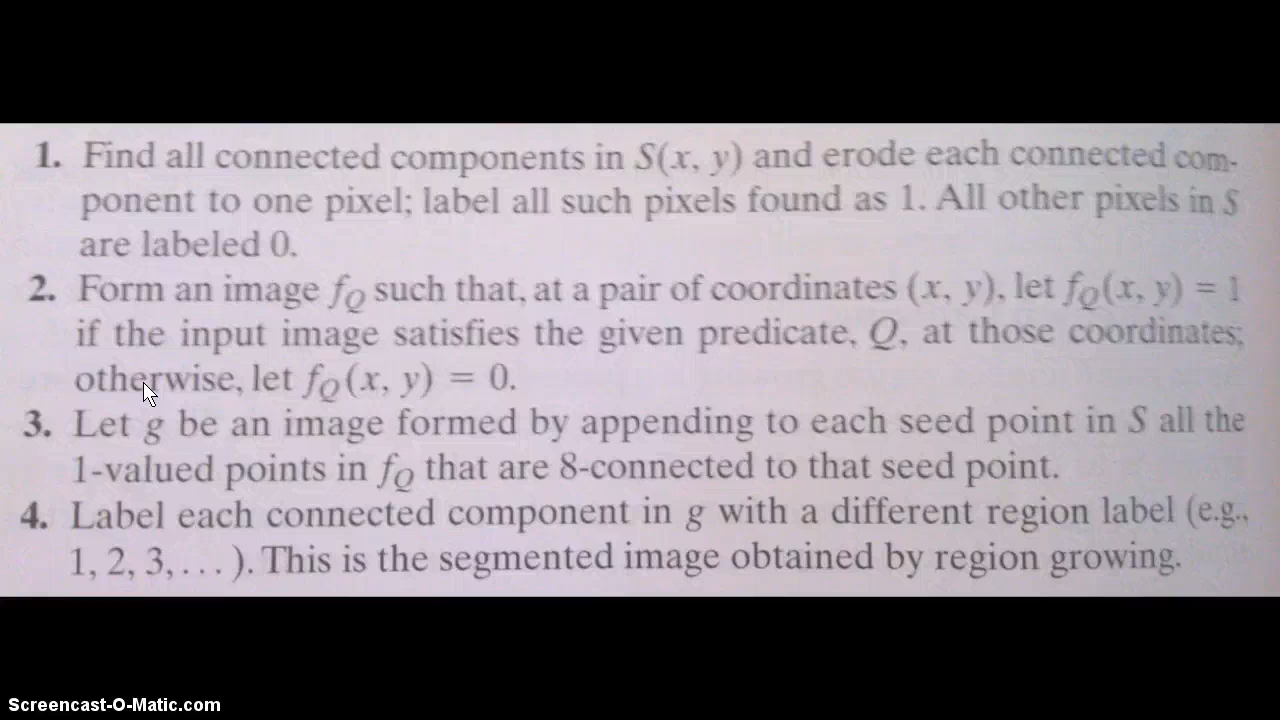 1. Find all connected components in S(x, y) and erode each connected com-
ponent to one pixel; label all such pixels found as 1. All other pixels in S
are labeled 0.
2. Form an image f_Q such that, at a pair of coordinates (x, y), let f_Q(x, y) = 1
if the input image satisfies the given predicate, Q, at those coordinates;
otherwise, let f_Q(x, y) = 0.
3. Let g be an image formed by appending to each seed point in S all the
1-valued points in f_Q that are 8-connected to that seed point.
4. Label each connected component in g with a different region label (e.g.,
1, 2, 3, . . . ). This is the segmented image obtained by region growing.
Screencast-O-Matic.com